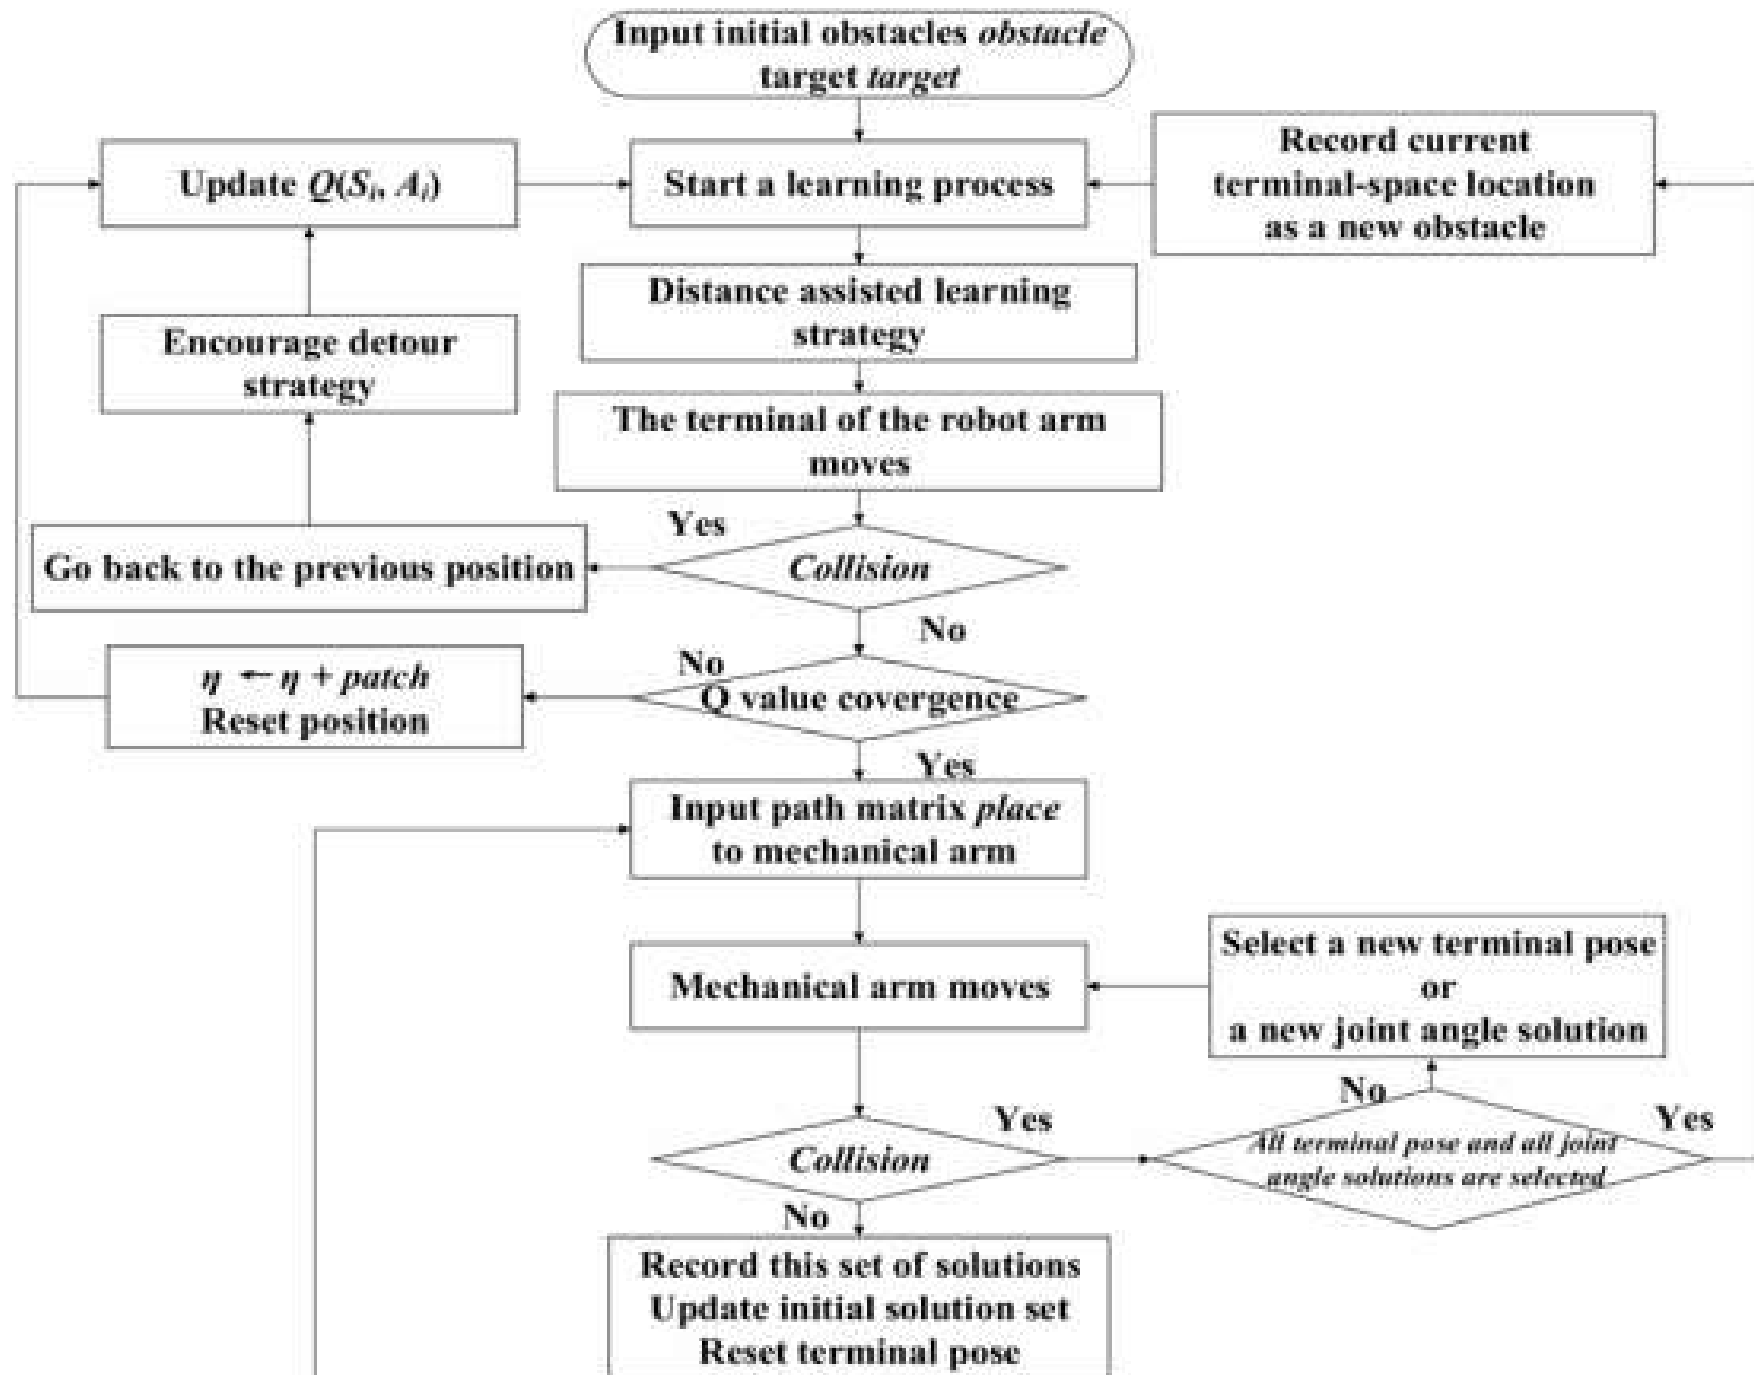 Input initial obstacles obstacle
target target
Update Q(Si, Ai)
Start a learning process
Record current
terminal-space location
as a new obstacle
Distance assisted learning
strategy
Encourage detour
strategy
The terminal of the robot arm
moves
Yes
Go back to the previous position
Collision
No
No
η ← η + patch
Reset position
Q value covergence
Yes
Input path matrix place
to mechanical arm
Select a new terminal pose
or
a new joint angle solution
Mechanical arm moves
No
Yes
Yes
Collision
All terminal pose and all joint
angle solutions are selected
No
Record this set of solutions
Update initial solution set
Reset terminal pose